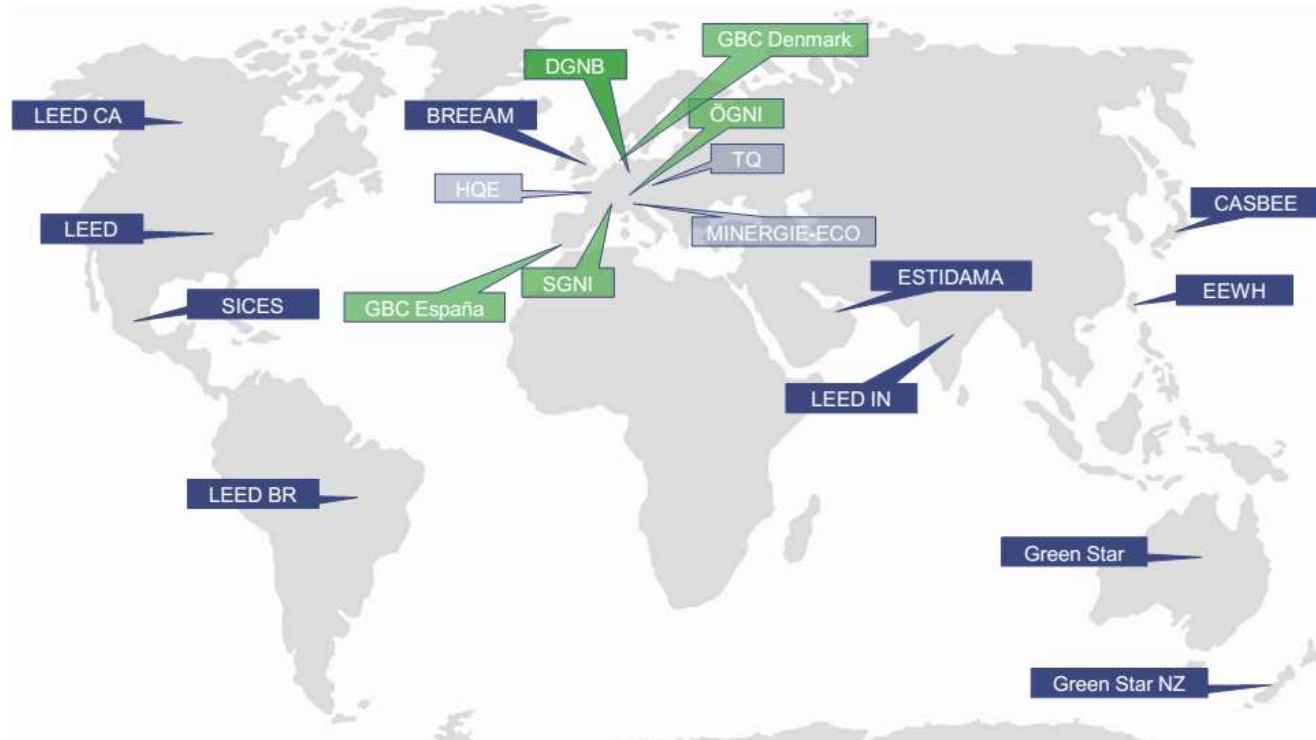 GBC Denmark
DGNB
LEED CA
BREEAM
ÖGNI
TQ
HQE
CASBEE
LEED
MINERGIE-ECO
SGNI
ESTIDAMA
EEWH
SICES
GBC España
LEED IN
LEED BR
Green Star
Green Star NZ